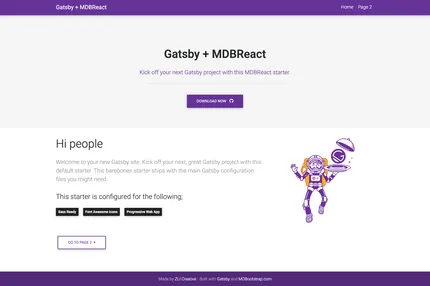 Gatsby + MDBReact
Home Page 2
Gatsby + MDBReact
Kick off your next Gatsby project with this MDBReact starter.
DOWNLOAD NOW
Hi people
Welcome to your new Gatsby site. Kick off your next, great Gatsby project with this
default starter. This barebones starter ships with the main Gatsby configuration
files you might need.
This starter is configured for the following;
Sass Ready Font Awesome Icons Progressive Web App
GO TO PAGE 2
Made by ZLI Creative - Built with Gatsby and MDBootstrap.com